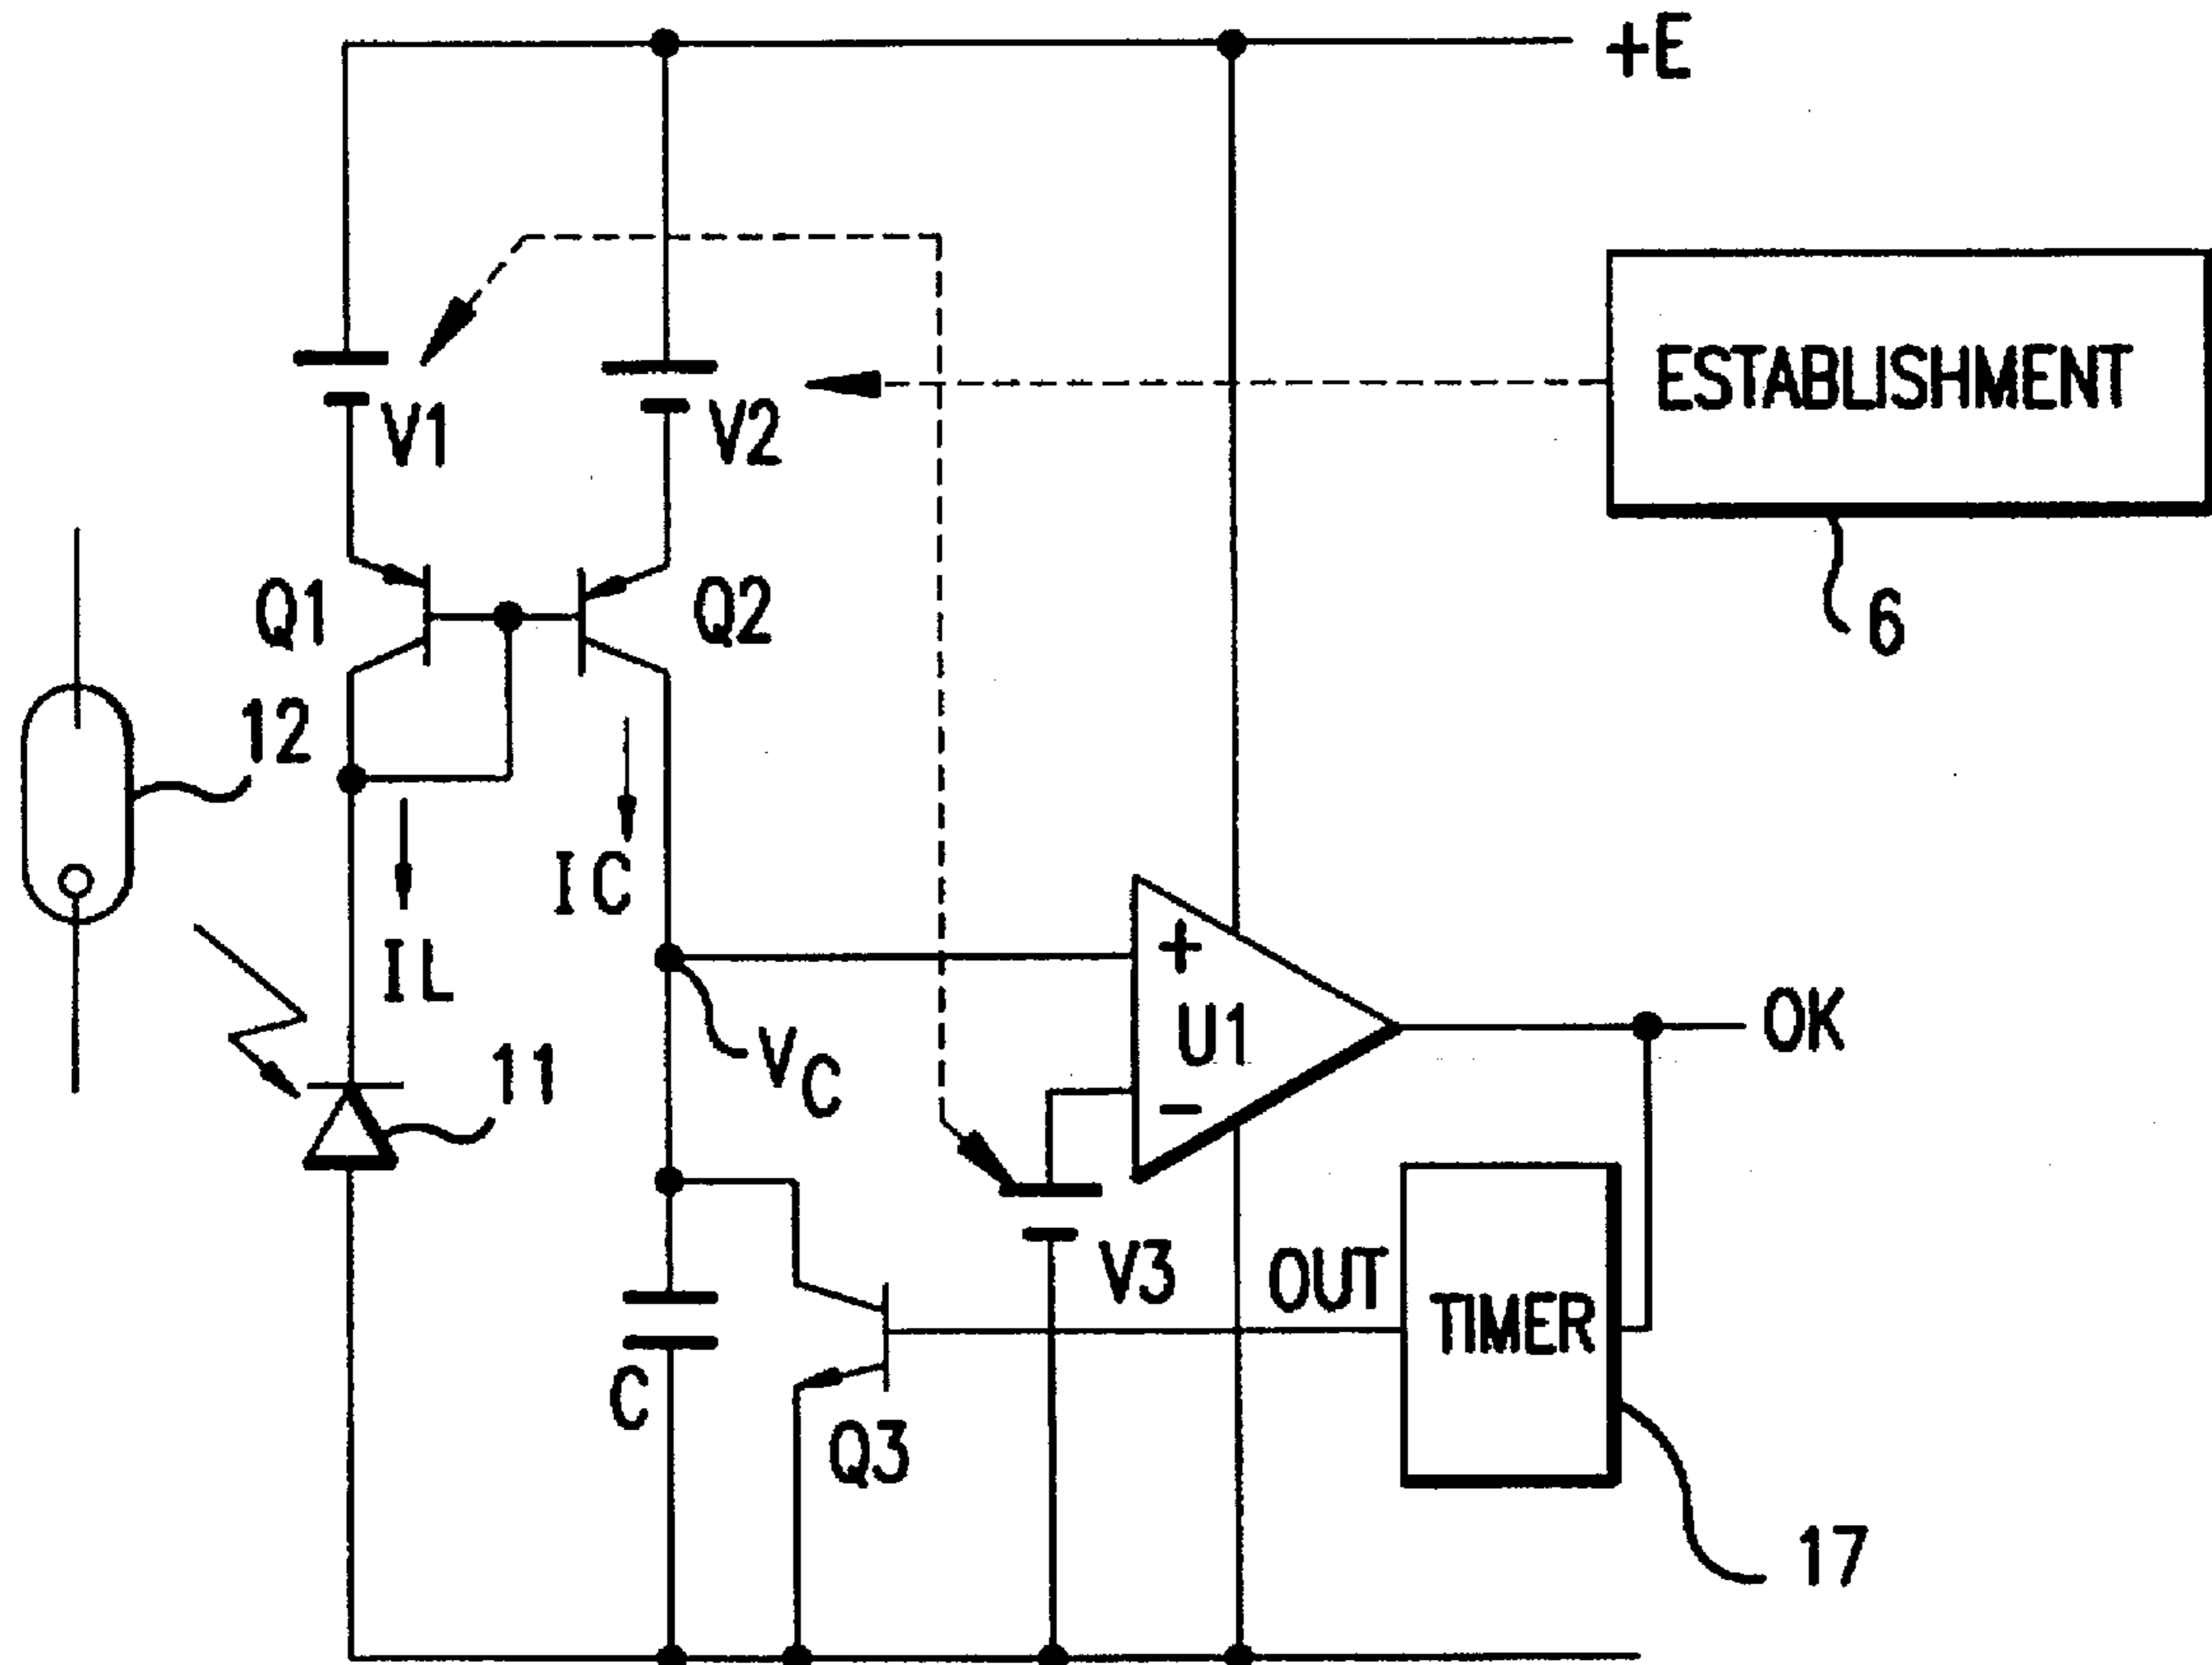 +E
ESTABLISHMENT
V1
V2
Q1
Q2
6
12
IC
IL
+
U1
OK
11
VC
-
V3
OUT
TIMER
C
Q3
17